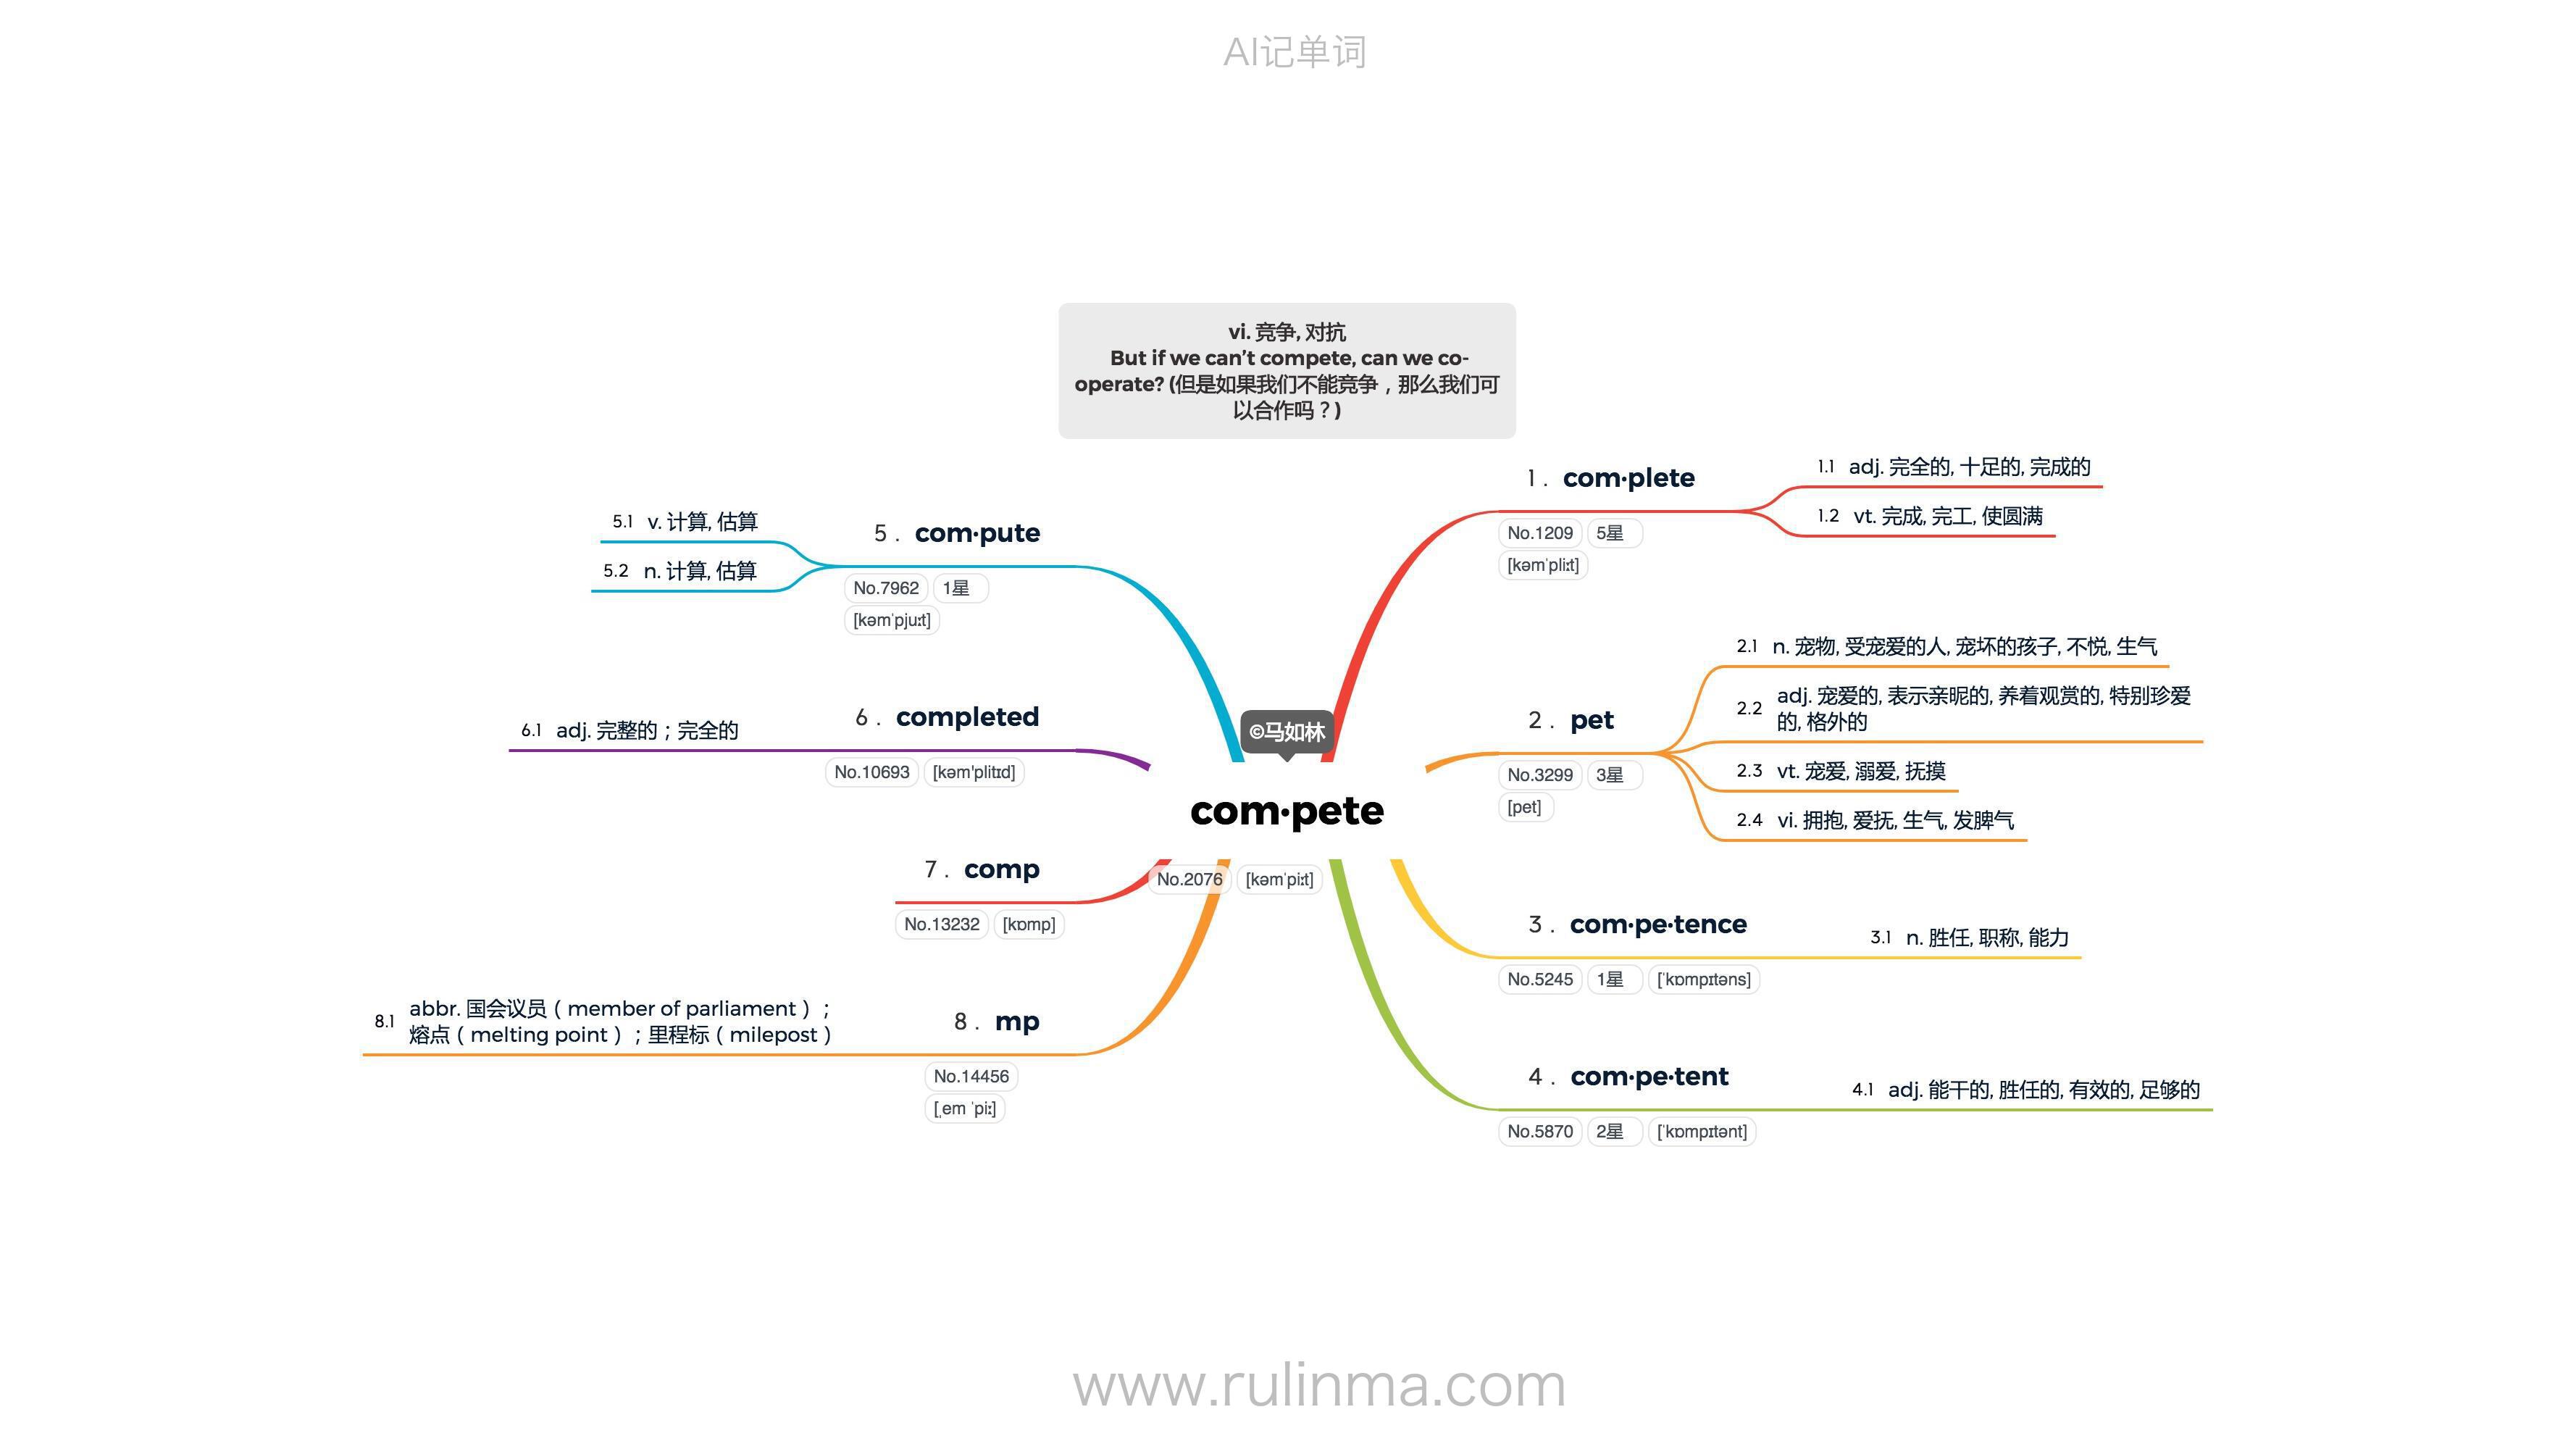 AI记单词
vi. 竞争, 对抗
But if we can’t compete, can we co-
operate? (但是如果我们不能竞争，那么我们可
以合作吗？)
©马如林
com·pete
No.2076 [kəmˈpiːt]
1. com·plete
No.1209 5星
[kəmˈpliːt]
1.1 adj. 完全的, 十足的, 完成的
1.2 vt. 完成, 完工, 使圆满
2. pet
No.3299 3星
[pet]
2.1 n. 宠物, 受宠爱的人, 宠坏的孩子, 不悦, 生气
2.2 adj. 宠爱的, 表示亲昵的, 养着观赏的, 特别珍爱
的, 格外的
2.3 vt. 宠爱, 溺爱, 抚摸
2.4 vi. 拥抱, 爱抚, 生气, 发脾气
3. com·pe·tence
No.5245 1星 [ˈkɒmpɪtəns]
3.1 n. 胜任, 职称, 能力
4. com·pe·tent
No.5870 2星 [ˈkɒmpɪtənt]
4.1 adj. 能干的, 胜任的, 有效的, 足够的
5. com·pute
No.7962 1星
[kəmˈpjuːt]
5.1 v. 计算, 估算
5.2 n. 计算, 估算
6. completed
No.10693 [kəm'plitɪd]
6.1 adj. 完整的；完全的
7. comp
No.13232 [kɒmp]
8. mp
No.14456
[ˌem ˈpiː]
8.1 abbr. 国会议员（member of parliament）；
熔点（melting point）；里程标（milepost）
www.rulinma.com